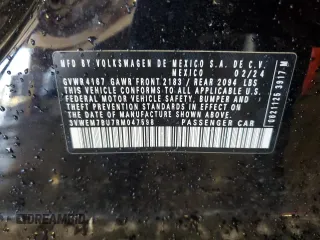 MFD BY VOLKSWAGEN DE MEXICO S.A. DE C.V.
MEXICO 02/24
GVWR 4167 GAWR FRONT 2183 / REAR 2094 LBS
THIS VEHICLE CONFORMS TO ALL APPLICABLE
FEDERAL MOTOR VEHICLE SAFETY,
BUMPER, AND THEFT PREVENTION
STANDARDS IN EFFECT ON THE DATE OF
MANUFACTURE SHOWN ABOVE
3VWEM7BU7RM047698 PASSENGER CAR
DREAMBID